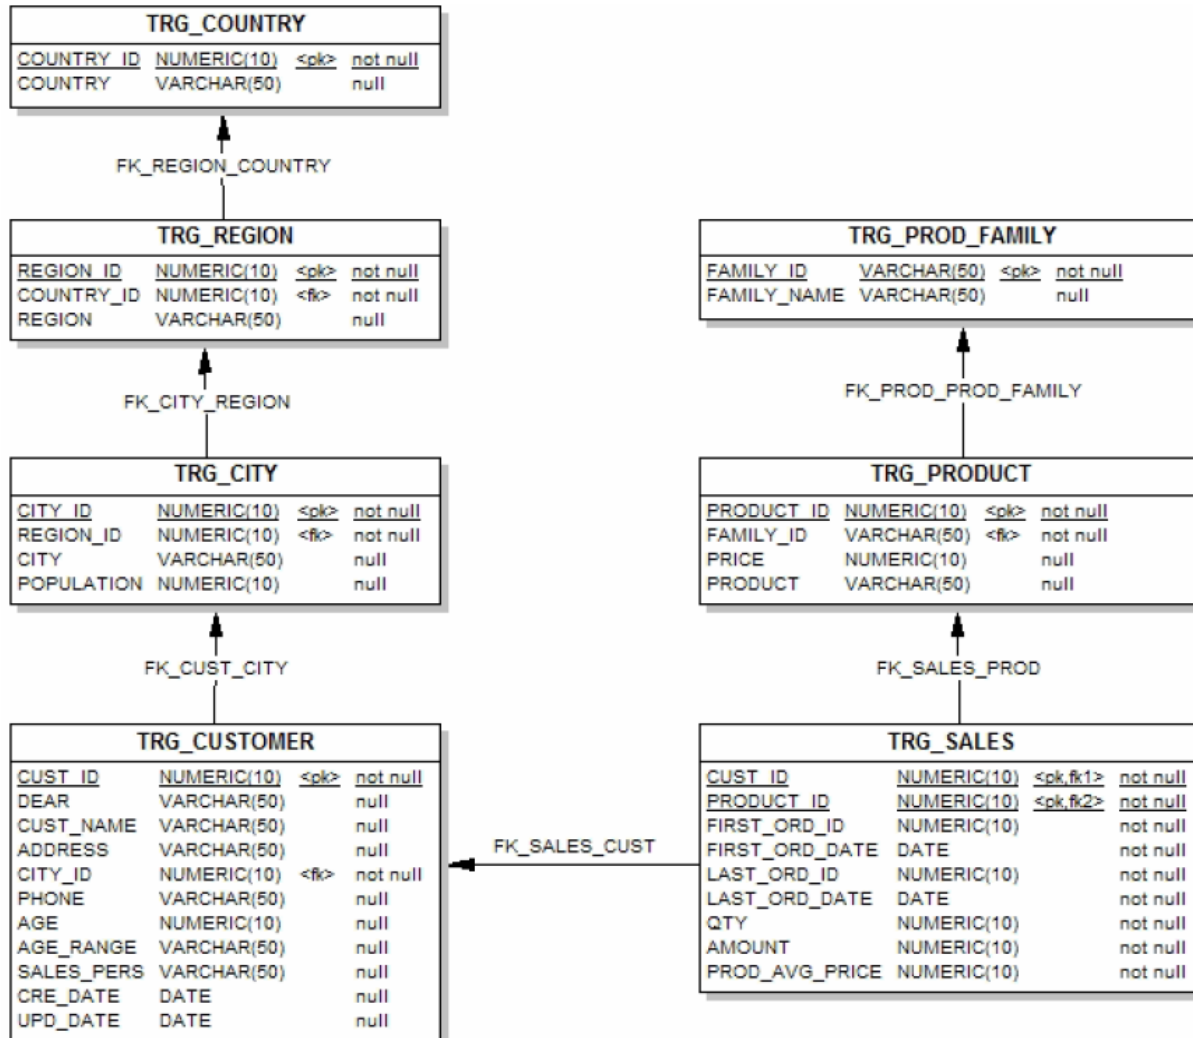 TRG_COUNTRY
COUNTRY_ID NUMERIC(10) <pk> not null
COUNTRY VARCHAR(50) null
FK_REGION_COUNTRY
TRG_REGION
REGION_ID NUMERIC(10) <pk> not null
COUNTRY_ID NUMERIC(10) <fk> not null
REGION VARCHAR(50) null
FK_CITY_REGION
TRG_CITY
CITY_ID NUMERIC(10) <pk> not null
REGION_ID NUMERIC(10) <fk> not null
CITY VARCHAR(50) null
POPULATION NUMERIC(10) null
FK_CUST_CITY
TRG_CUSTOMER
CUST_ID NUMERIC(10) <pk> not null
DEAR VARCHAR(50) null
CUST_NAME VARCHAR(50) null
ADDRESS VARCHAR(50) null
CITY_ID NUMERIC(10) <fk> not null
PHONE VARCHAR(50) null
AGE NUMERIC(10) null
AGE_RANGE VARCHAR(50) null
SALES_PERS VARCHAR(50) null
CRE_DATE DATE null
UPD_DATE DATE null
FK_SALES_CUST
TRG_PROD_FAMILY
FAMILY_ID VARCHAR(50) <pk> not null
FAMILY_NAME VARCHAR(50) null
FK_PROD_PROD_FAMILY
TRG_PRODUCT
PRODUCT_ID NUMERIC(10) <pk> not null
FAMILY_ID VARCHAR(50) <fk> not null
PRICE NUMERIC(10) null
PRODUCT VARCHAR(50) null
FK_SALES_PROD
TRG_SALES
CUST_ID NUMERIC(10) <pk,fk1> not null
PRODUCT_ID NUMERIC(10) <pk,fk2> not null
FIRST_ORD_ID NUMERIC(10) not null
FIRST_ORD_DATE DATE not null
LAST_ORD_ID NUMERIC(10) not null
LAST_ORD_DATE DATE not null
QTY NUMERIC(10) not null
AMOUNT NUMERIC(10) not null
PROD_AVG_PRICE NUMERIC(10) not null